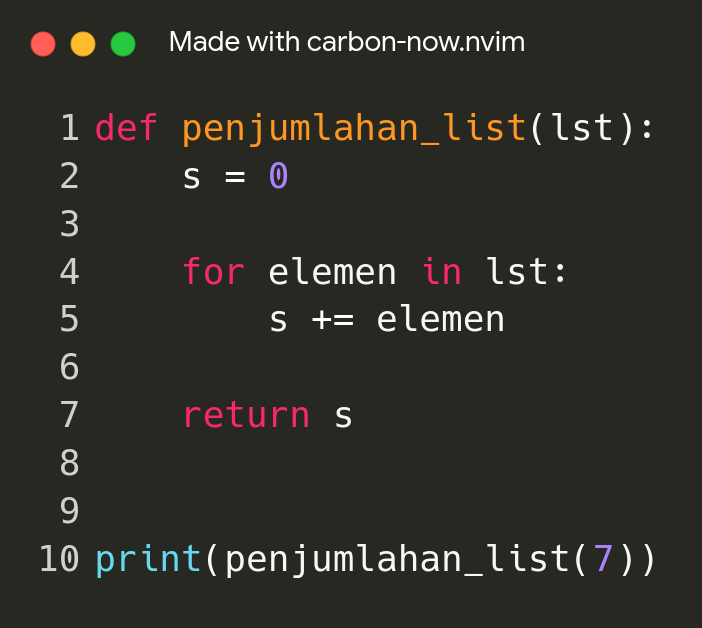 Made with carbon-now.nvim
1 def penjumlahan_list(lst):
2     s = 0
3
4     for elemen in lst:
5         s += elemen
6
7     return s
8
9
10 print(penjumlahan_list(7))